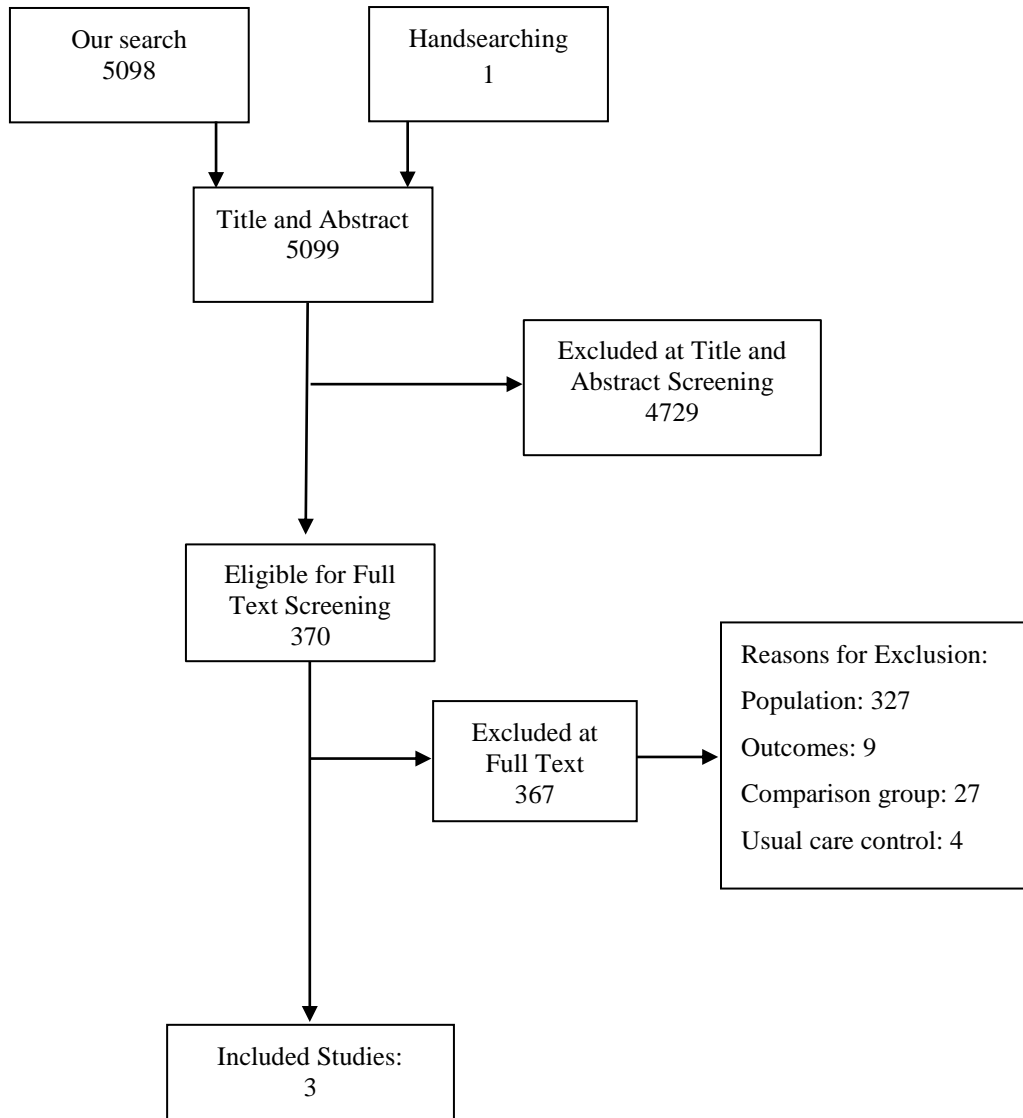 Our search
5098
Handsearching
1
Title and Abstract
5099
Excluded at Title and
Abstract Screening
4729
Eligible for Full
Text Screening
370
Excluded at
Full Text
367
Reasons for Exclusion:
Population: 327
Outcomes: 9
Comparison group: 27
Usual care control: 4
Included Studies:
3